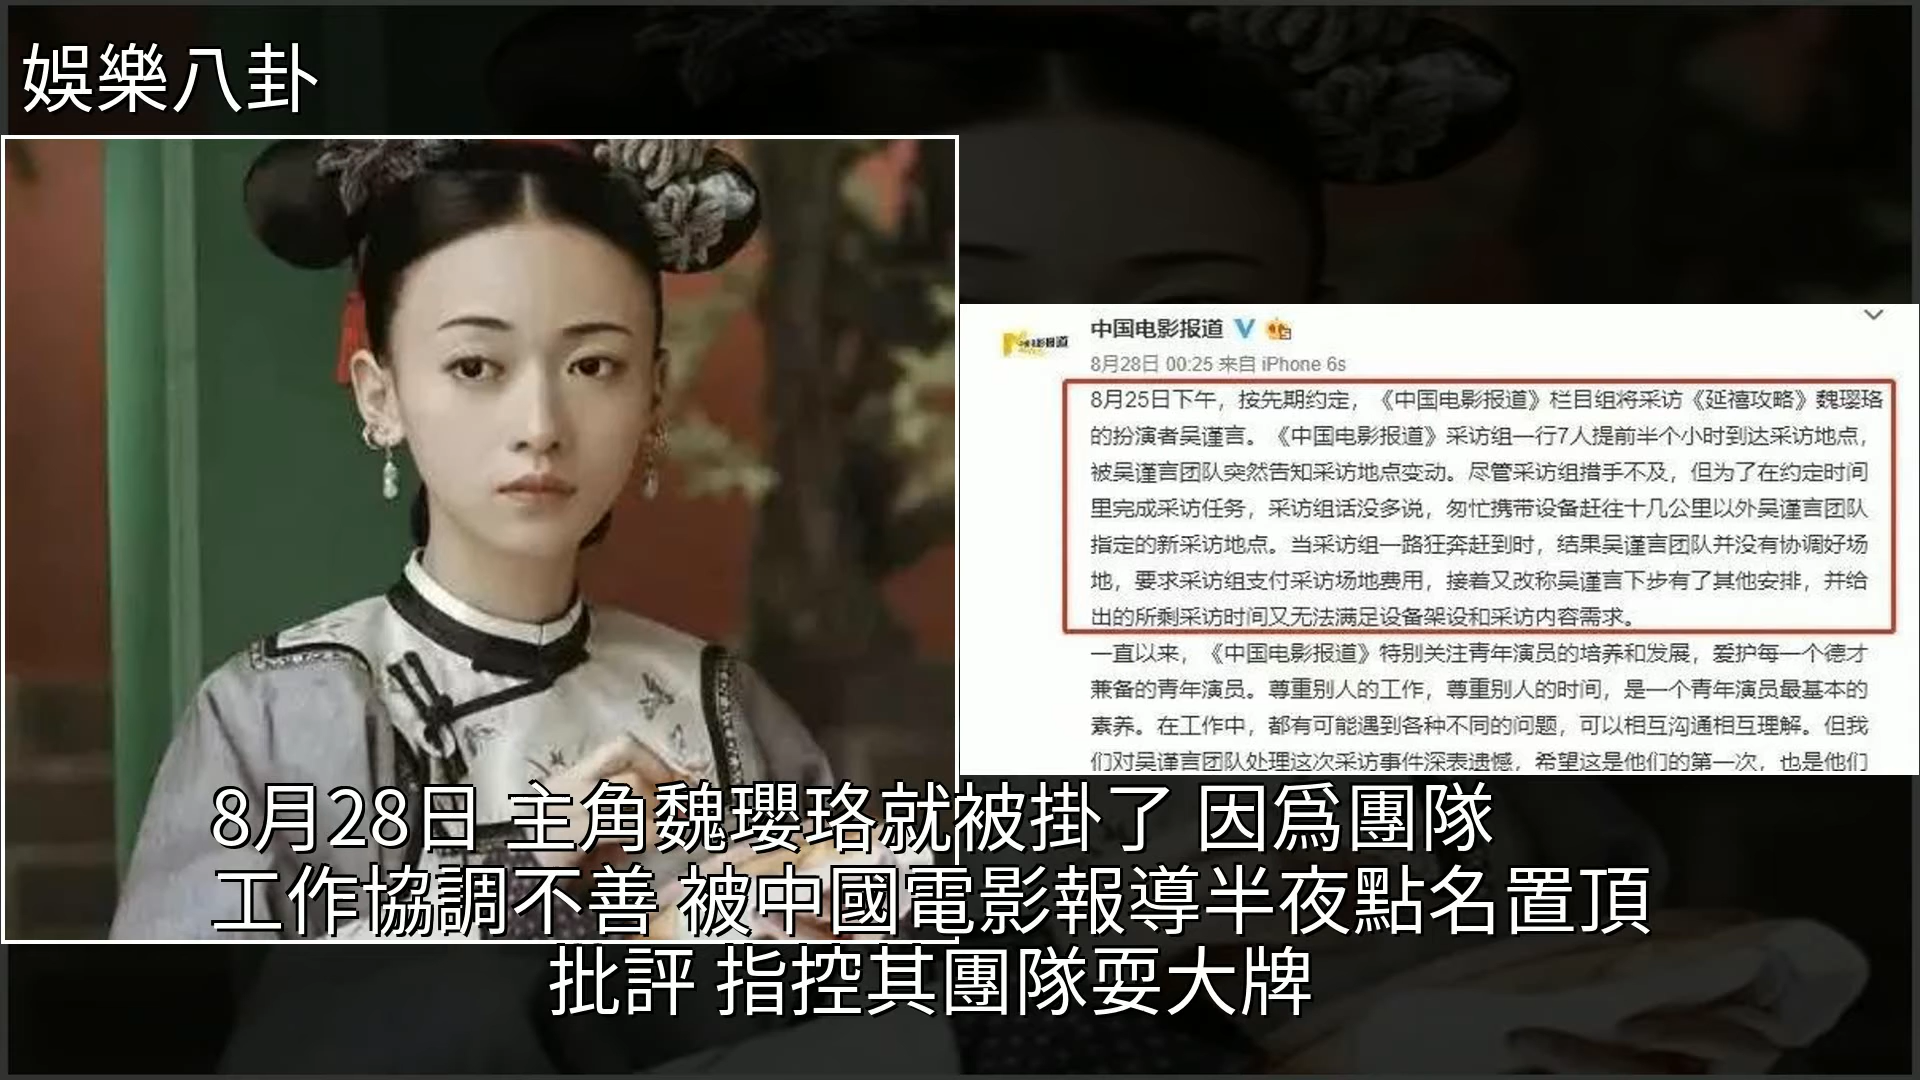 娛樂八卦
中国电影报道
8月28日 00:25 来自 iPhone 6s
8月25日下午，按先期约定，《中国电影报道》栏目组将采访《延禧攻略》魏璎珞
的扮演者吴谨言。《中国电影报道》采访组一行7人提前半个小时到达采访地点，
被吴谨言团队突然告知采访地点变动。尽管采访组措手不及，但为了在约定时间
里完成采访任务，采访组话没多说，匆忙携带设备赶往十几公里以外吴谨言团队
指定的新采访地点。当采访组一路狂奔赶到时，结果吴谨言团队并没有协调好场
地，要求采访组支付采访场地费用，接着又改称吴谨言下步有了其他安排，并给
出的所剩采访时间又无法满足设备架设和采访内容需求。
一直以来，《中国电影报道》特别关注青年演员的培养和发展，爱护每一个德才
兼备的青年演员。尊重别人的工作，尊重别人的时间，是一个青年演员最基本的
素养。在工作中，都有可能遇到各种不同的问题，可以相互沟通相互理解。但我
们对吴谨言团队处理这次采访事件深表遗憾，希望这是他们的第一次，也是他们
8月28日 主角魏瓔珞就被掛了 因爲團隊
工作協調不善 被中國電影報導半夜點名置頂
批評 指控其團隊耍大牌